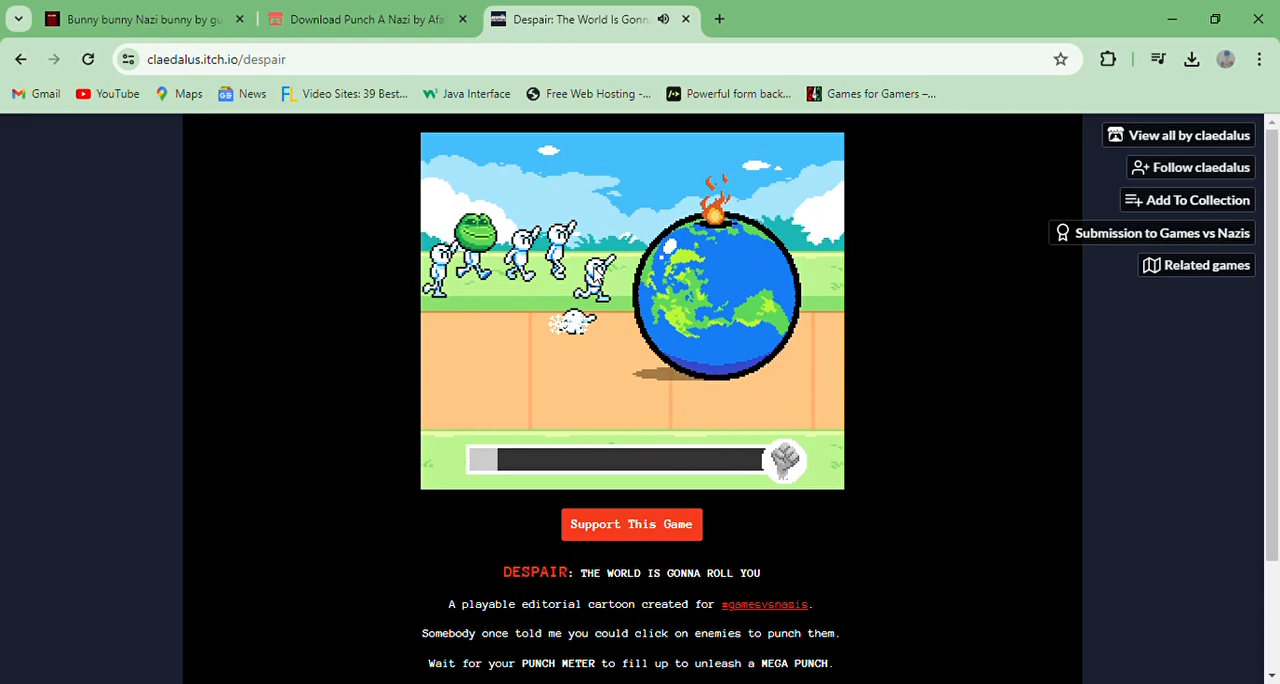 Bunny bunny Nazi bunny by gu
Download Punch A Nazi by Afa
Despair: The World Is Gonn
claedalus.itch.io/despair
Gmail
YouTube
Maps
News
Video Sites: 39 Best...
Java Interface
Free Web Hosting -...
Powerful form back...
Games for Gamers –...
View all by claedalus
Follow claedalus
Add To Collection
Submission to Games vs Nazis
Related games
Support This Game
DESPAIR: THE WORLD IS GONNA ROLL YOU
A playable editorial cartoon created for #gamesvsnazis.
Somebody once told me you could click on enemies to punch them.
Wait for your PUNCH METER to fill up to unleash a MEGA PUNCH.